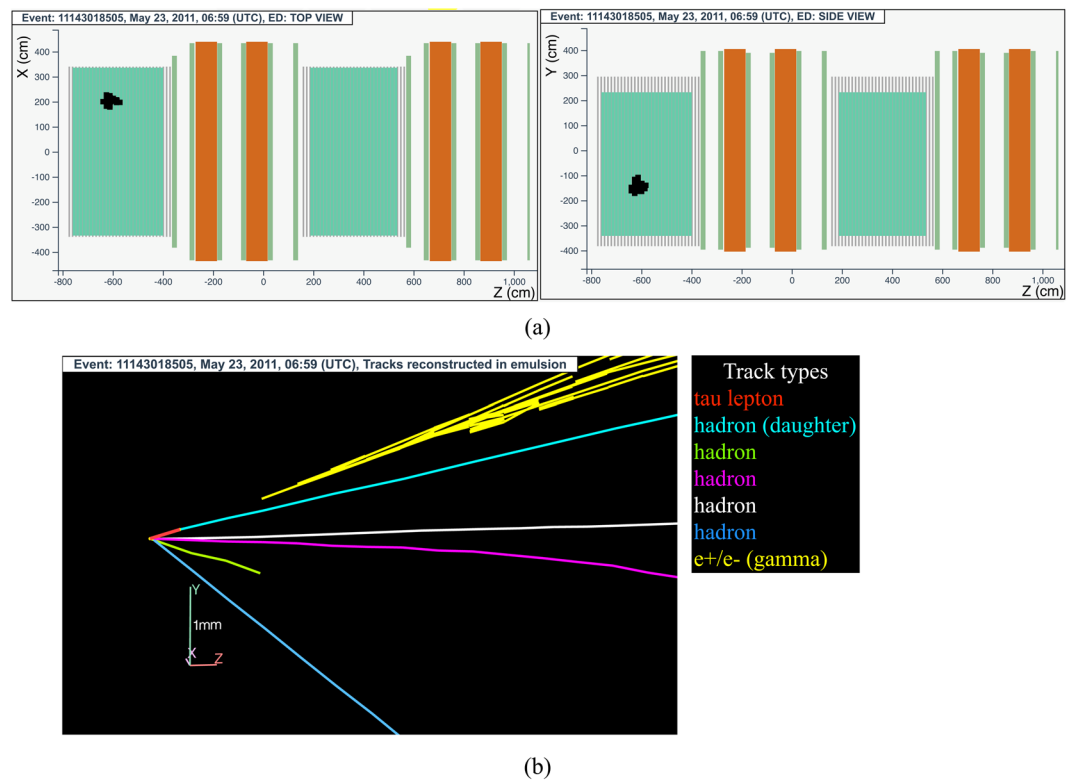 Event: 11143018505, May 23, 2011, 06:59 (UTC), ED: TOP VIEW
X (cm)
400
300
200
100
0
-100
-200
-300
-400
-800 -600 -400 -200 0 200 400 600 800 1,000
Z (cm)
Event: 11143018505, May 23, 2011, 06:59 (UTC), ED: SIDE VIEW
Y (cm)
400
300
200
100
0
-100
-200
-300
-400
-800 -600 -400 -200 0 200 400 600 800 1,000
Z (cm)
(a)
Event: 11143018505, May 23, 2011, 06:59 (UTC), Tracks reconstructed in emulsion
Y
1mm
X
Z
Track types
tau lepton
hadron (daughter)
hadron
hadron
hadron
hadron
e+/e- (gamma)
(b)